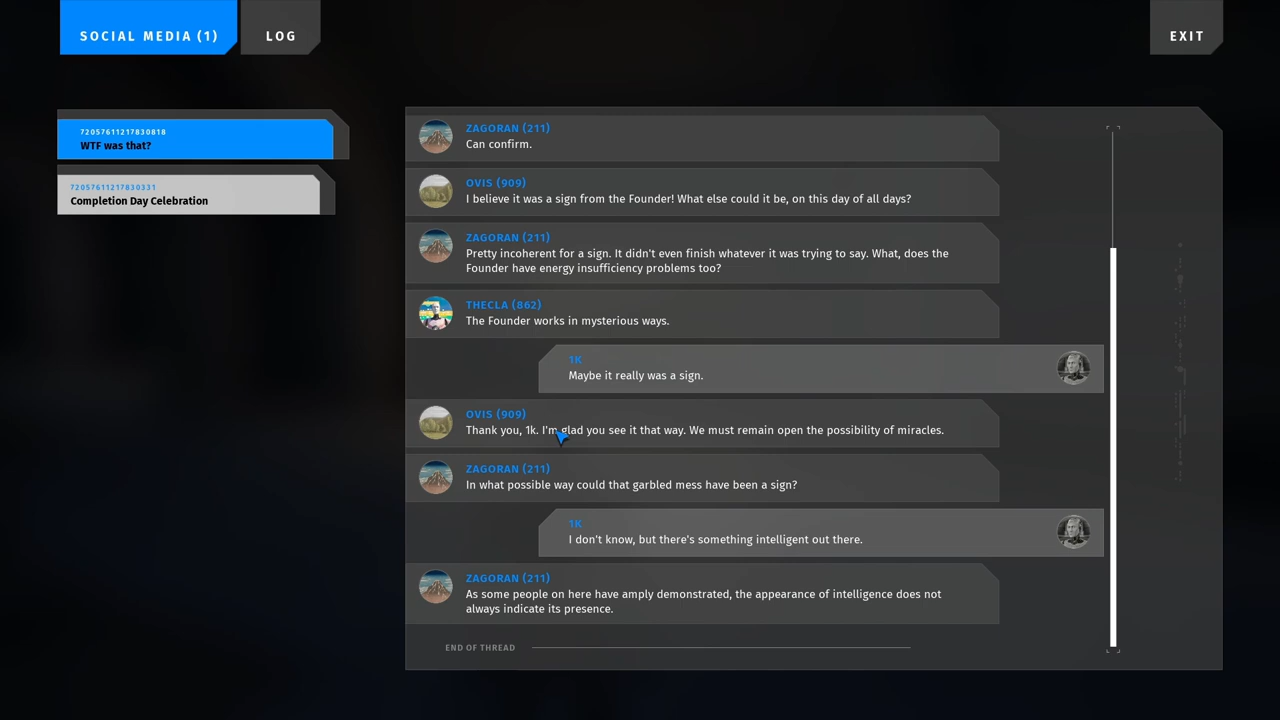 SOCIAL MEDIA (1)
LOG
EXIT
72057611217830818
WTF was that?
72057611217830331
Completion Day Celebration
ZAGORAN (211)
Can confirm.
OVIS (909)
I believe it was a sign from the Founder! What else could it be, on this day of all days?
ZAGORAN (211)
Pretty incoherent for a sign. It didn't even finish whatever it was trying to say. What, does the
Founder have energy insufficiency problems too?
THECLA (862)
The Founder works in mysterious ways.
1K
Maybe it really was a sign.
OVIS (909)
Thank you, 1k. I'm glad you see it that way. We must remain open the possibility of miracles.
ZAGORAN (211)
In what possible way could that garbled mess have been a sign?
1K
I don't know, but there's something intelligent out there.
ZAGORAN (211)
As some people on here have amply demonstrated, the appearance of intelligence does not
always indicate its presence.
END OF THREAD